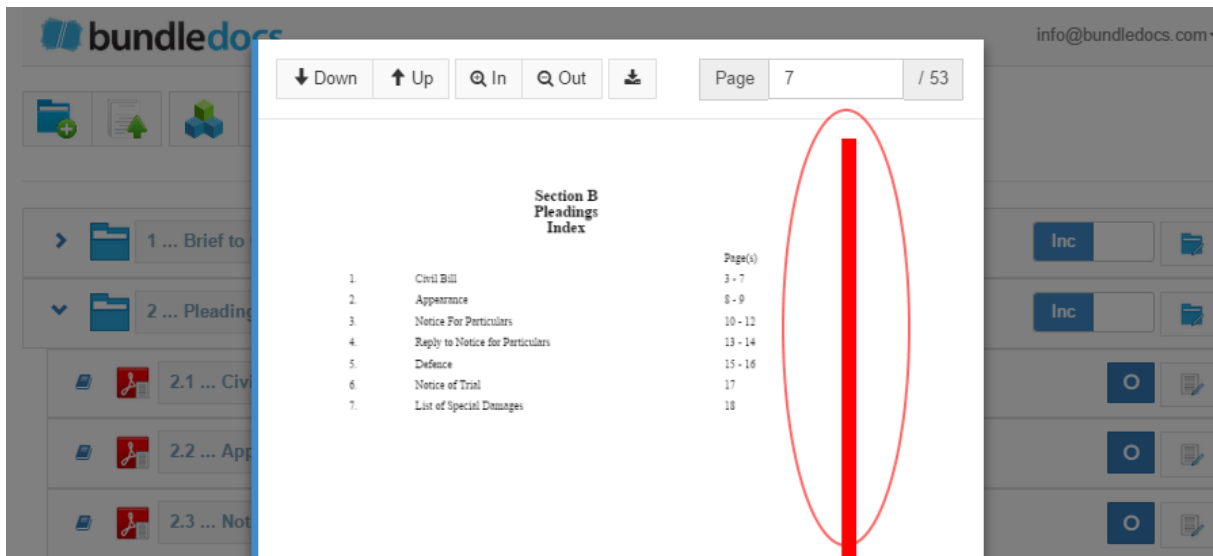 bundledocs
info@bundledocs.com
Down Up In Out Page 7 / 53
Section B
Pleadings
Index
Page(s)
1. Civil Bill 3 - 7
2. Appearance 8 - 9
3. Notice For Particulars 10 - 12
4. Reply to Notice for Particulars 13 - 14
5. Defence 15 - 16
6. Notice of Trial 17
7. List of Special Damages 18
1 ... Brief to
Inc
2 ... Pleading
Inc
2.1 ... Civi
O
2.2 ... App
O
2.3 ... Not
O